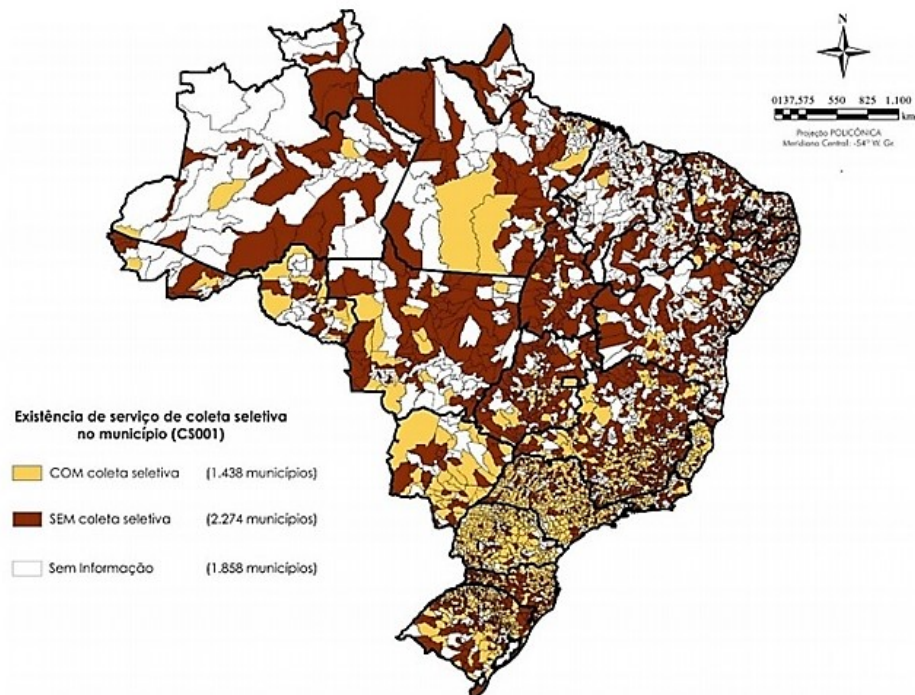 N
0137,575 550 825 1.100
km
Projeção POLICÔNICA
Meridiano Central: -54° W. Gr.
Existência de serviço de coleta seletiva
no município (CS001)
COM coleta seletiva (1.438 municípios)
SEM coleta seletiva (2.274 municípios)
Sem Informação (1.858 municípios)